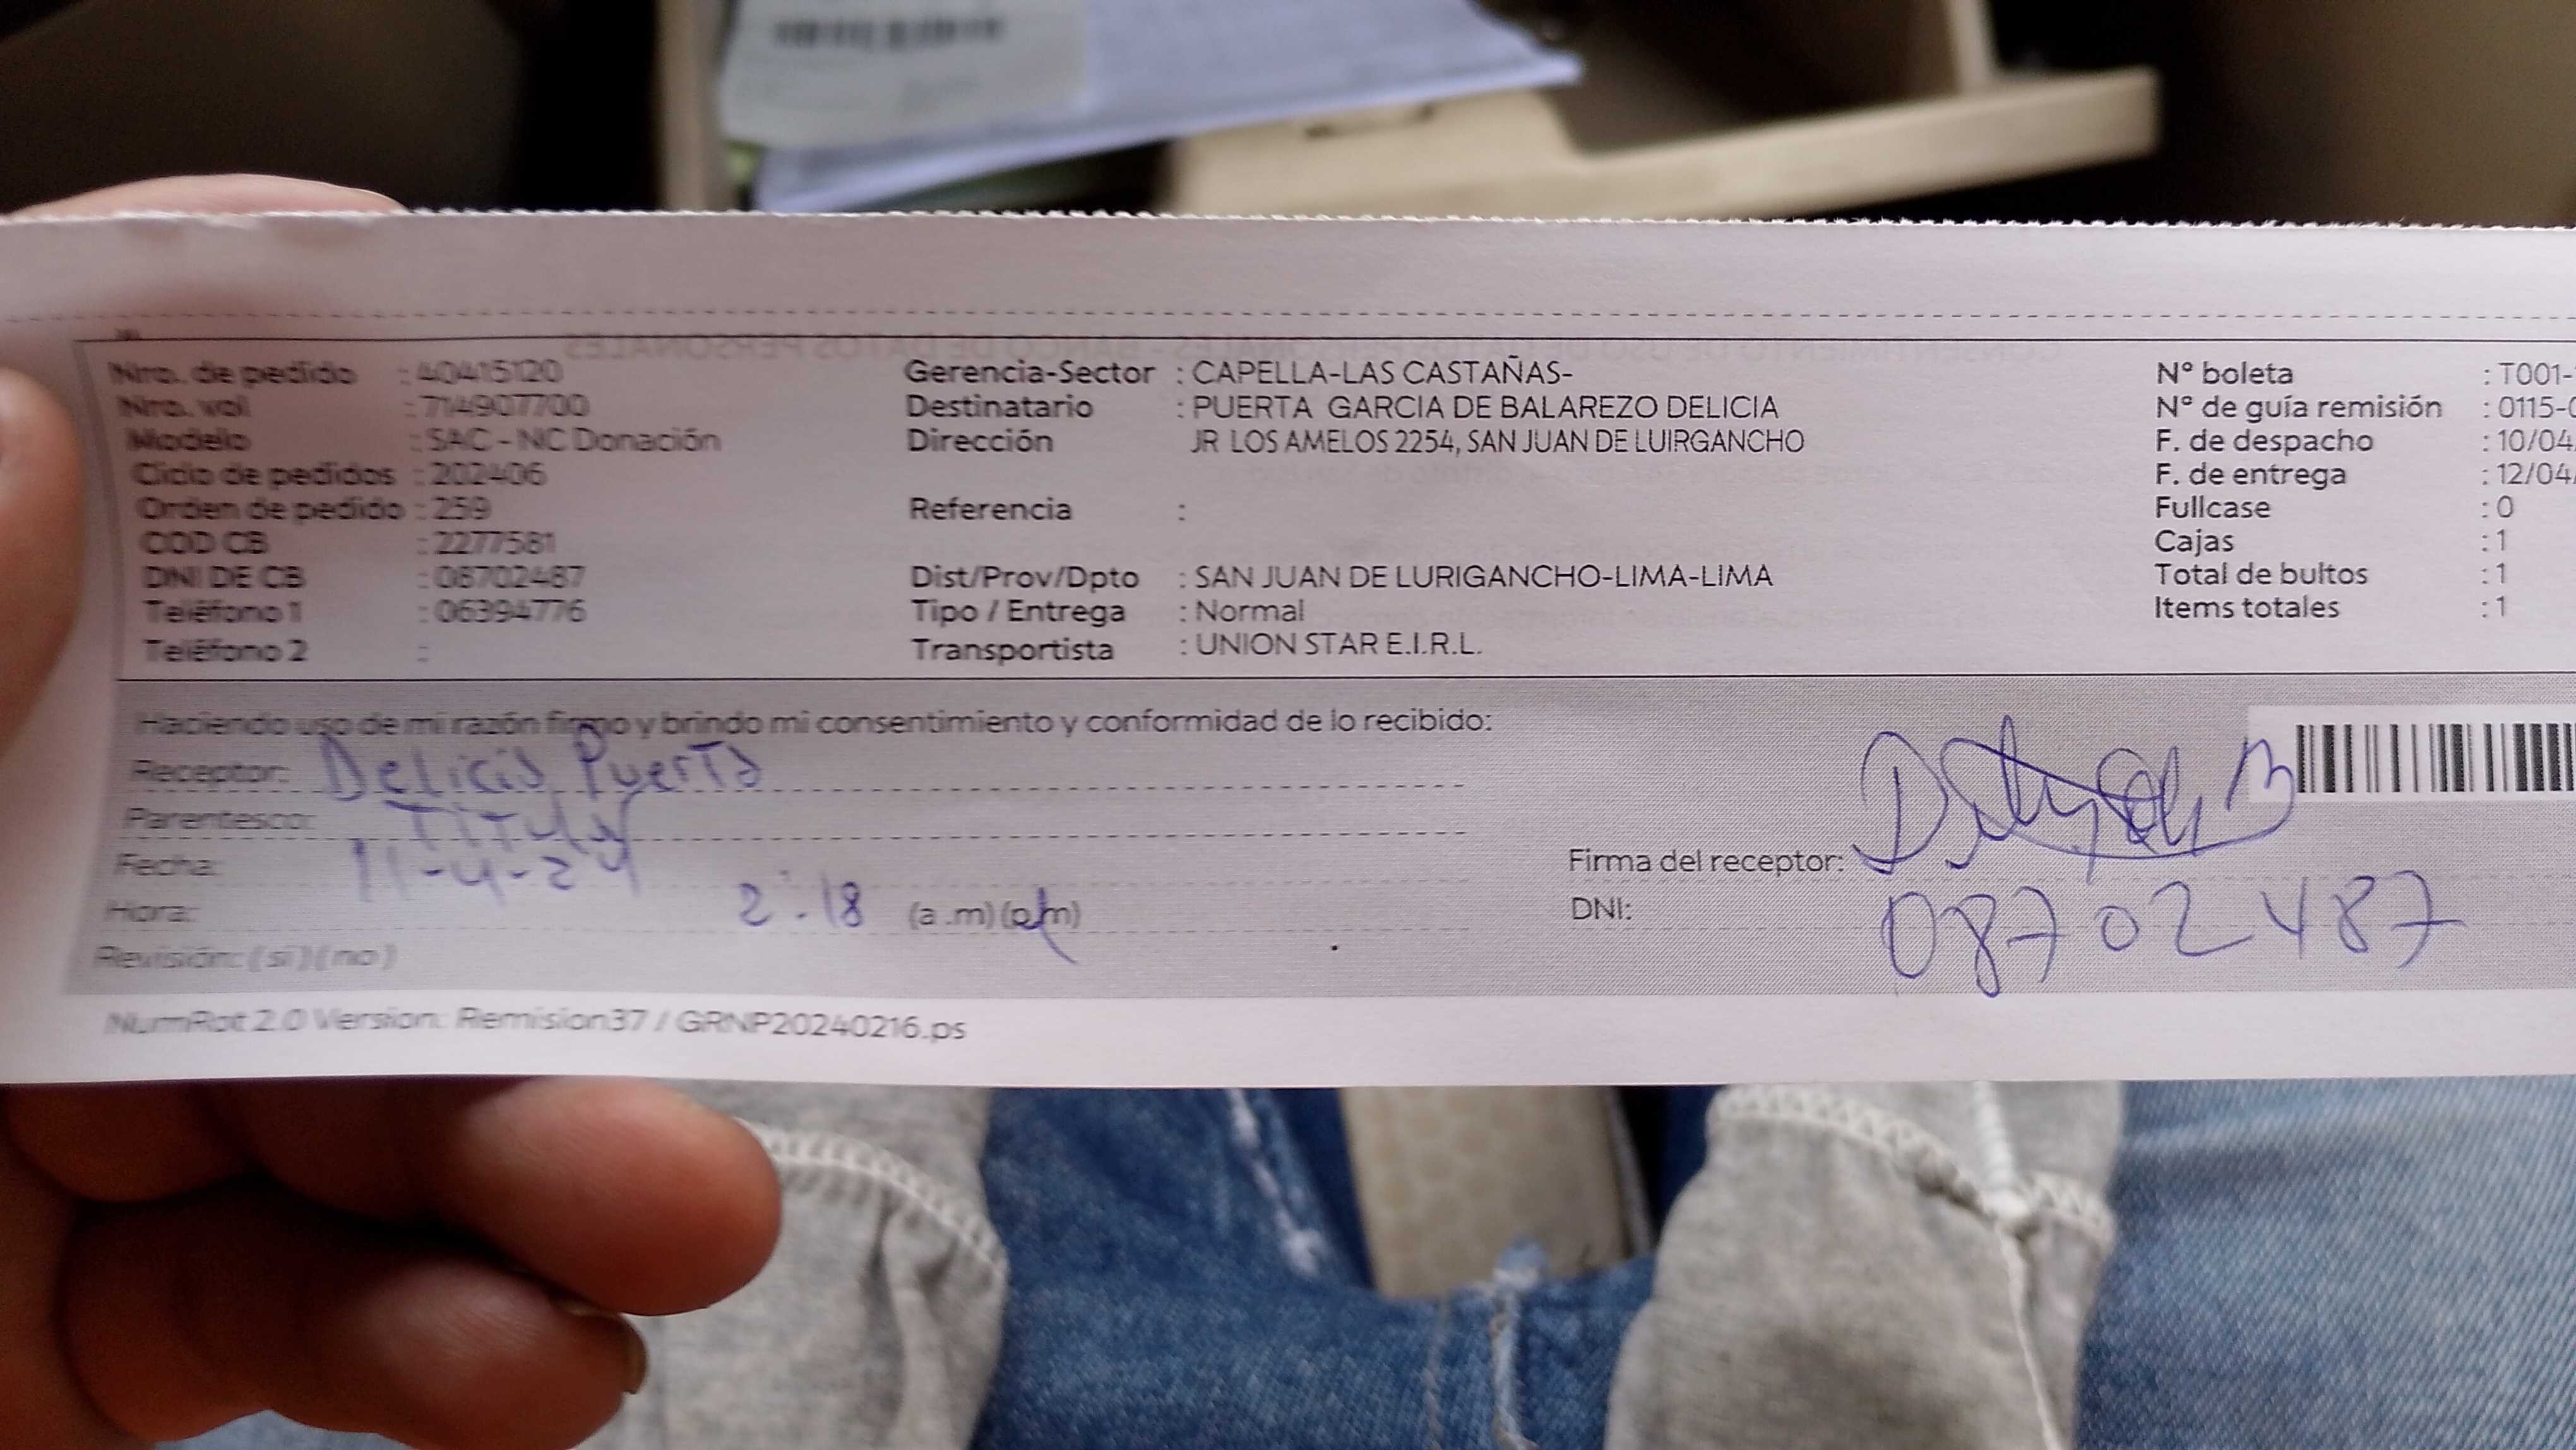 Nro. de pedido : 40415120
Nro. vol : 714907700
Modelo : SAC - NC Donación
Ciclo de pedidos : 202406
Orden de pedido : 259
COD CB : 2277581
DNI DE CB : 08702487
Teléfono 1 : 06394776
Teléfono 2 :
Gerencia-Sector : CAPELLA-LAS CASTAÑAS-
Destinatario : PUERTA GARCIA DE BALAREZO DELICIA
Dirección JR LOS AMELOS 2254, SAN JUAN DE LUIRGANCHO
Referencia :
Dist/Prov/Dpto : SAN JUAN DE LURIGANCHO-LIMA-LIMA
Tipo / Entrega : Normal
Transportista : UNION STAR E.I.R.L.
N° boleta : T001-
N° de guía remisión : 0115-
F. de despacho : 10/04
F. de entrega : 12/04
Fullcase : 0
Cajas : 1
Total de bultos : 1
Items totales : 1
Haciendo uso de mi razón firmo y brindo mi consentimiento y conformidad de lo recibido:
Receptor: Delicia Puerta
Parentesco: Titular
Fecha: 11-4-24
Hora: 2:18 (a .m) (p.m)
Revisión: ( si ) ( no )
Firma del receptor:
DNI: 08702487
NumRot 2.0 Version: Remision37 / GRNP20240216.ps